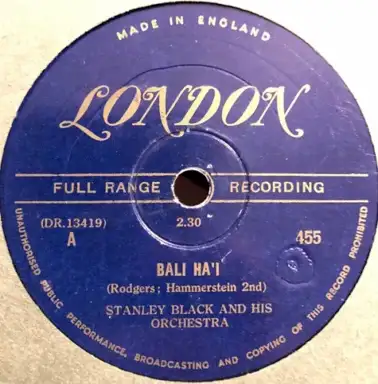 MADE IN ENGLAND
LONDON
FULL RANGE RECORDING
(DR.13419) 2.30
A 455
BALI HA'I
(Rodgers; Hammerstein 2nd)
STANLEY BLACK AND HIS
ORCHESTRA
UNAUTHORISED PUBLIC PERFORMANCE, BROADCASTING AND COPYING OF THIS RECORD PROHIBITED